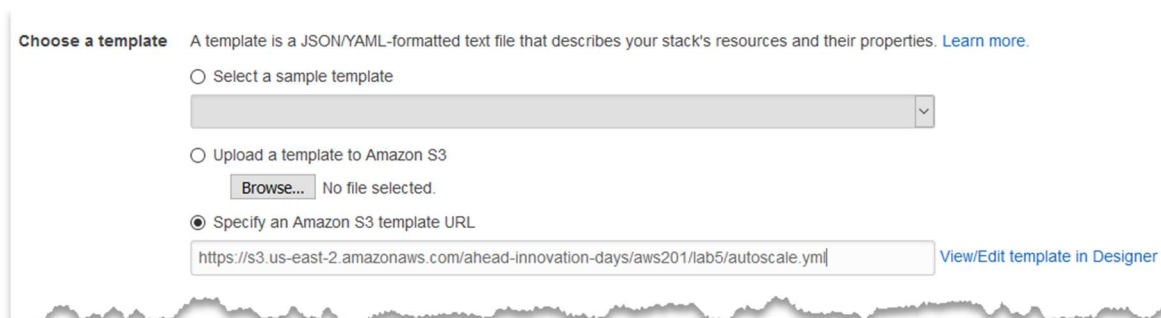 Choose a template A template is a JSON/YAML-formatted text file that describes your stack's resources and their properties. Learn more.
Select a sample template
Upload a template to Amazon S3
Browse... No file selected.
Specify an Amazon S3 template URL
https://s3.us-east-2.amazonaws.com/ahead-innovation-days/aws201/lab5/autoscale.yml View/Edit template in Designer